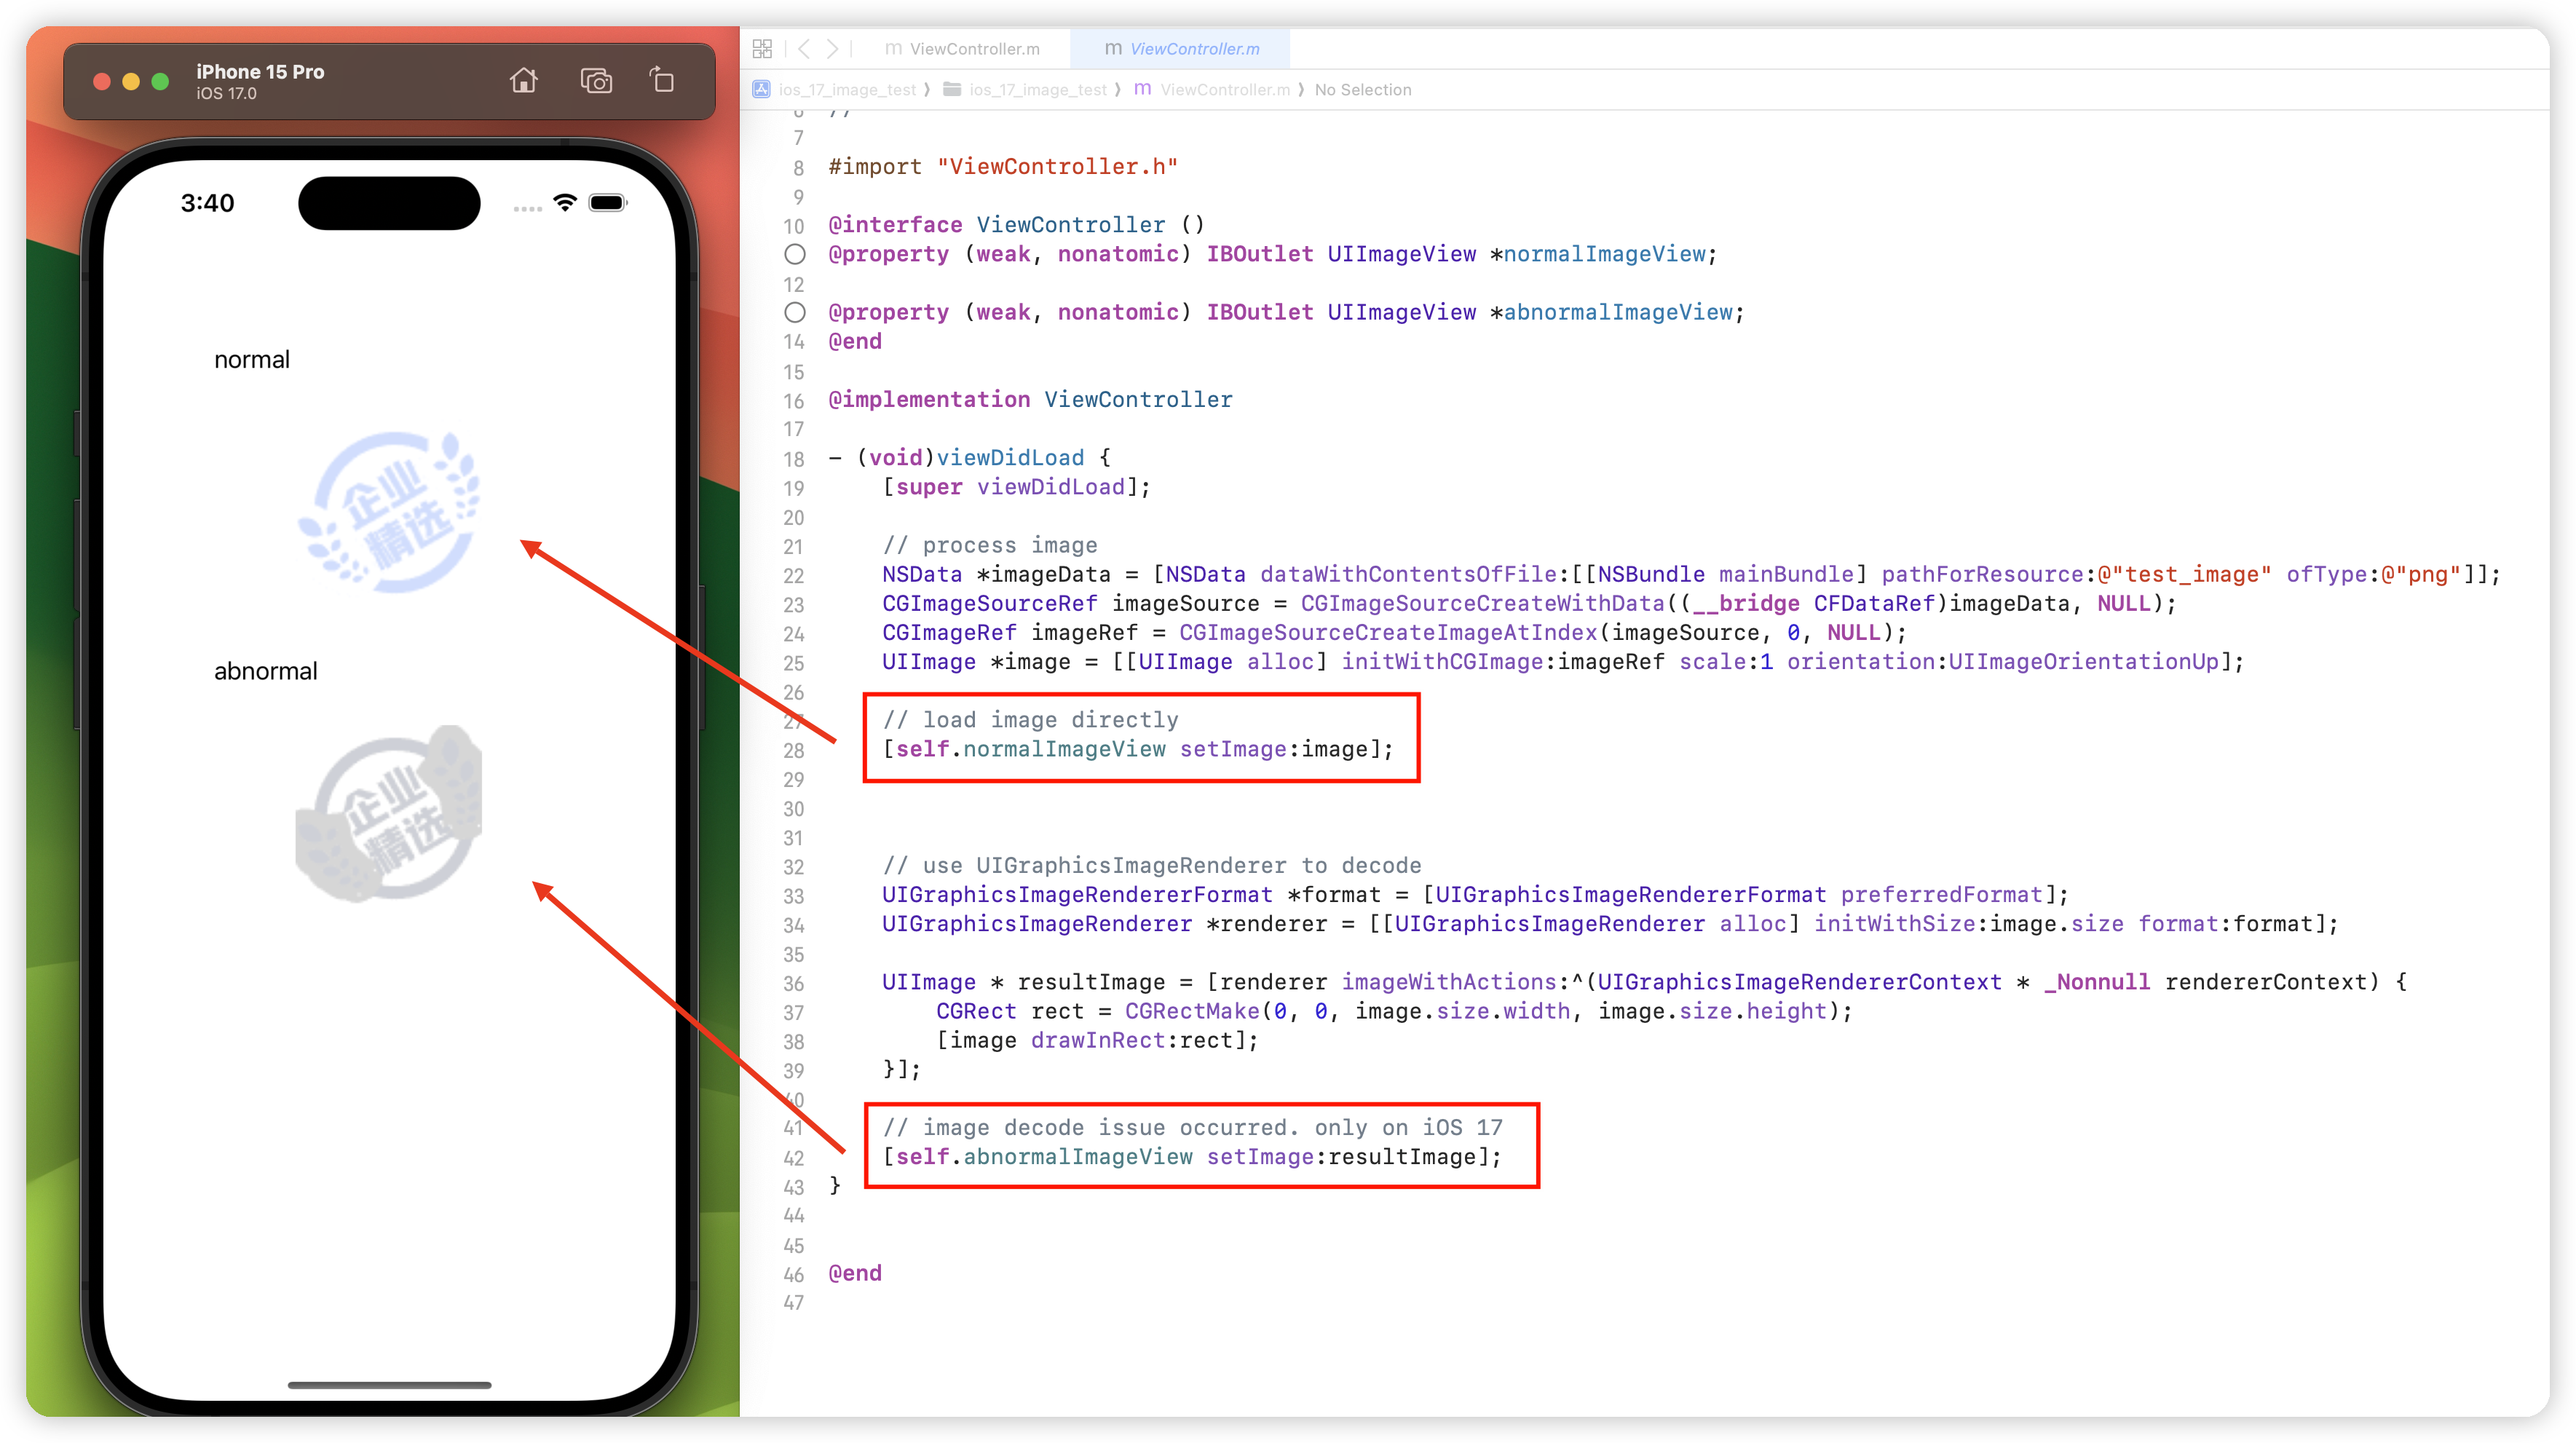 iPhone 15 Pro
iOS 17.0
3:40
normal
企业
精选
abnormal
企业
精选
m ViewController.m
m ViewController.m
ios_17_image_test 〉 ios_17_image_test 〉 m ViewController.m 〉 No Selection
6 //
7
8 #import "ViewController.h"
9
10 @interface ViewController ()
@property (weak, nonatomic) IBOutlet UIImageView *normalImageView;
12
@property (weak, nonatomic) IBOutlet UIImageView *abnormalImageView;
14 @end
15
16 @implementation ViewController
17
18 - (void)viewDidLoad {
19 [super viewDidLoad];
20
21 // process image
22 NSData *imageData = [NSData dataWithContentsOfFile:[[NSBundle mainBundle] pathForResource:@"test_image" ofType:@"png"]];
23 CGImageSourceRef imageSource = CGImageSourceCreateWithData((__bridge CFDataRef)imageData, NULL);
24 CGImageRef imageRef = CGImageSourceCreateImageAtIndex(imageSource, 0, NULL);
25 UIImage *image = [[UIImage alloc] initWithCGImage:imageRef scale:1 orientation:UIImageOrientationUp];
26
27 // load image directly
28 [self.normalImageView setImage:image];
29
30
31
32 // use UIGraphicsImageRenderer to decode
33 UIGraphicsImageRendererFormat *format = [UIGraphicsImageRendererFormat preferredFormat];
34 UIGraphicsImageRenderer *renderer = [[UIGraphicsImageRenderer alloc] initWithSize:image.size format:format];
35
36 UIImage * resultImage = [renderer imageWithActions:^(UIGraphicsImageRendererContext * _Nonnull rendererContext) {
37 CGRect rect = CGRectMake(0, 0, image.size.width, image.size.height);
38 [image drawInRect:rect];
39 }];
40
41 // image decode issue occurred. only on iOS 17
42 [self.abnormalImageView setImage:resultImage];
43 }
44
45
46 @end
47